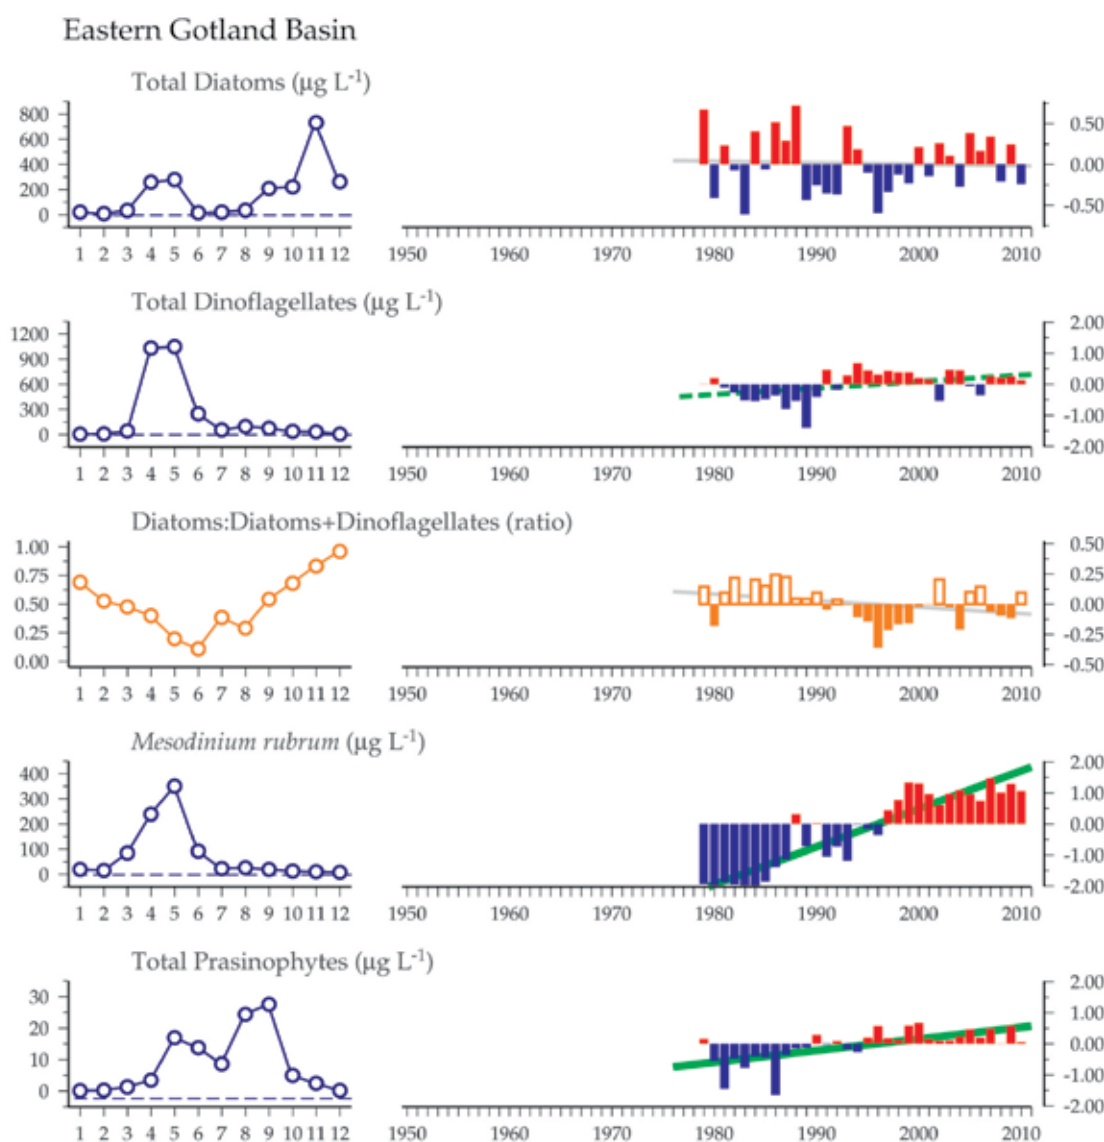 Eastern Gotland Basin
Total Diatoms (µg L⁻¹)
800
600
400
200
0
1 2 3 4 5 6 7 8 9 10 11 12
1950 1960 1970 1980 1990 2000 2010
0.50
0.00
-0.50
Total Dinoflagellates (µg L⁻¹)
1200
900
600
300
0
1 2 3 4 5 6 7 8 9 10 11 12
1950 1960 1970 1980 1990 2000 2010
2.00
1.00
0.00
-1.00
-2.00
Diatoms:Diatoms+Dinoflagellates (ratio)
1.00
0.75
0.50
0.25
0.00
1 2 3 4 5 6 7 8 9 10 11 12
1950 1960 1970 1980 1990 2000 2010
0.50
0.25
0.00
-0.25
-0.50
Mesodinium rubrum (µg L⁻¹)
400
300
200
100
0
1 2 3 4 5 6 7 8 9 10 11 12
1950 1960 1970 1980 1990 2000 2010
2.00
1.00
0.00
-1.00
-2.00
Total Prasinophytes (µg L⁻¹)
30
20
10
0
1 2 3 4 5 6 7 8 9 10 11 12
1950 1960 1970 1980 1990 2000 2010
2.00
1.00
0.00
-1.00
-2.00